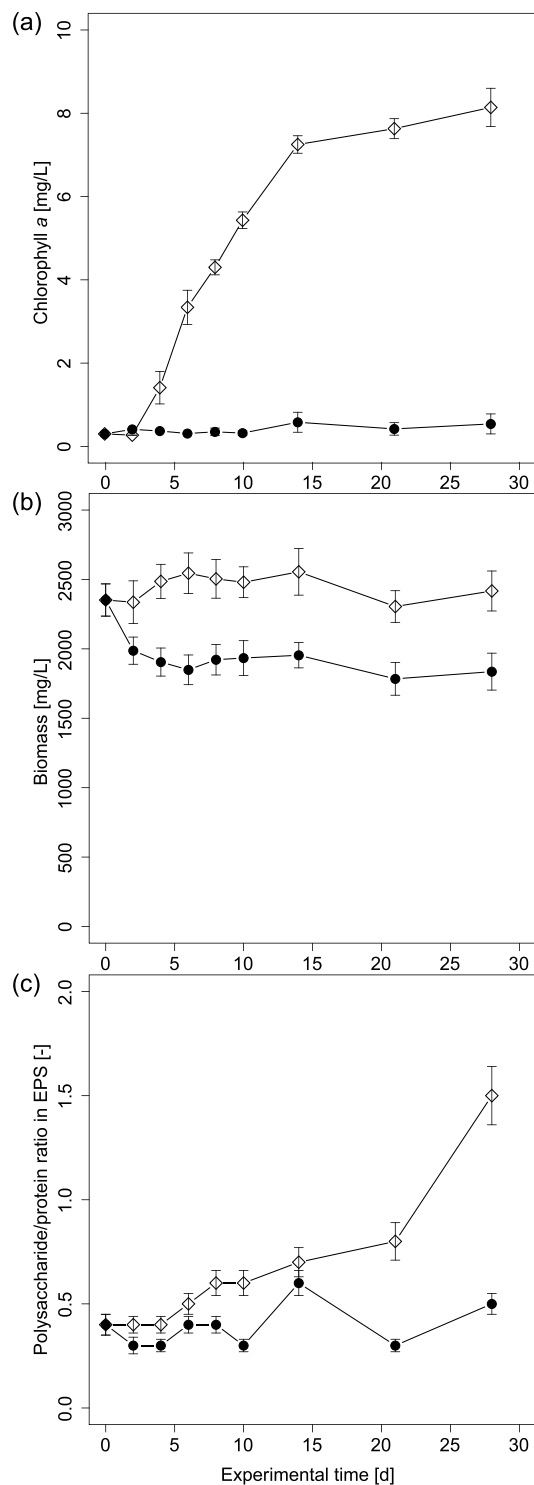 (a)
Chlorophyll a [mg/L]
10
8
6
4
2
0
0 5 10 15 20 25 30
(b)
Biomass [mg/L]
3000
2500
2000
1500
1000
500
0
0 5 10 15 20 25 30
(c)
Polysaccharide/protein ratio in EPS [-]
2.0
1.5
1.0
0.5
0.0
0 5 10 15 20 25 30
Experimental time [d]